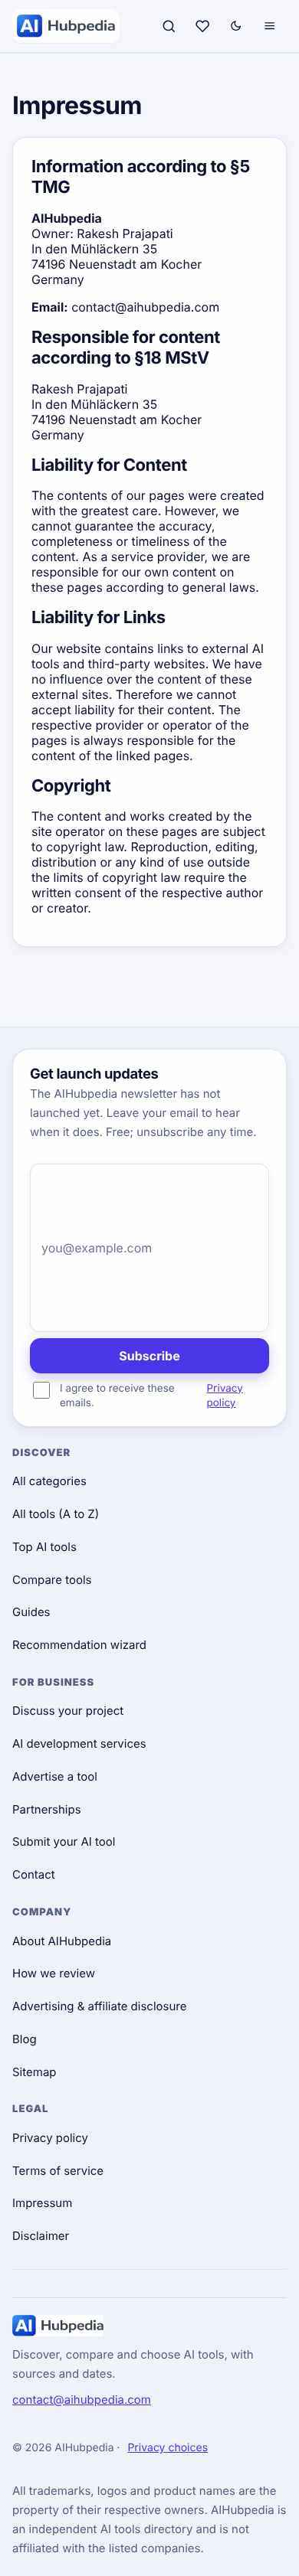 AI Hubpedia
Impressum
Information according to §5
TMG
AIHubpedia
Owner: Rakesh Prajapati
In den Mühläckern 35
74196 Neuenstadt am Kocher
Germany
Email: contact@aihubpedia.com
Responsible for content
according to §18 MStV
Rakesh Prajapati
In den Mühläckern 35
74196 Neuenstadt am Kocher
Germany
Liability for Content
The contents of our pages were created
with the greatest care. However, we
cannot guarantee the accuracy,
completeness or timeliness of the
content. As a service provider, we are
responsible for our own content on
these pages according to general laws.
Liability for Links
Our website contains links to external AI
tools and third-party websites. We have
no influence over the content of these
external sites. Therefore we cannot
accept liability for their content. The
respective provider or operator of the
pages is always responsible for the
content of the linked pages.
Copyright
The content and works created by the
site operator on these pages are subject
to copyright law. Reproduction, editing,
distribution or any kind of use outside
the limits of copyright law require the
written consent of the respective author
or creator.
Get launch updates
The AIHubpedia newsletter has not
launched yet. Leave your email to hear
when it does. Free; unsubscribe any time.
you@example.com
Subscribe
I agree to receive these
emails.
Privacy
policy
DISCOVER
All categories
All tools (A to Z)
Top AI tools
Compare tools
Guides
Recommendation wizard
FOR BUSINESS
Discuss your project
AI development services
Advertise a tool
Partnerships
Submit your AI tool
Contact
COMPANY
About AIHubpedia
How we review
Advertising & affiliate disclosure
Blog
Sitemap
LEGAL
Privacy policy
Terms of service
Impressum
Disclaimer
AI Hubpedia
Discover, compare and choose AI tools, with
sources and dates.
contact@aihubpedia.com
© 2026 AIHubpedia · Privacy choices
All trademarks, logos and product names are the
property of their respective owners. AIHubpedia is
an independent AI tools directory and is not
affiliated with the listed companies.